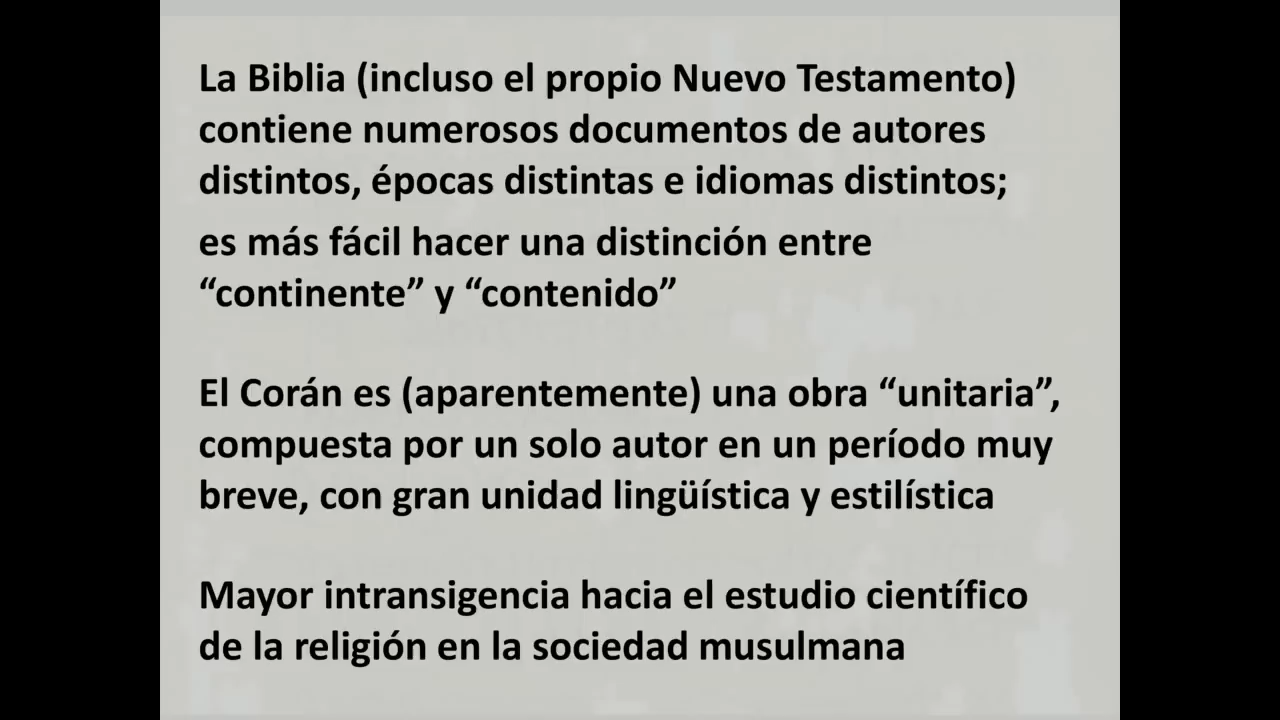 La Biblia (incluso el propio Nuevo Testamento)
contiene numerosos documentos de autores
distintos, épocas distintas e idiomas distintos;
es más fácil hacer una distinción entre
“continente” y “contenido”
El Corán es (aparentemente) una obra “unitaria”,
compuesta por un solo autor en un período muy
breve, con gran unidad lingüística y estilística
Mayor intransigencia hacia el estudio científico
de la religión en la sociedad musulmana